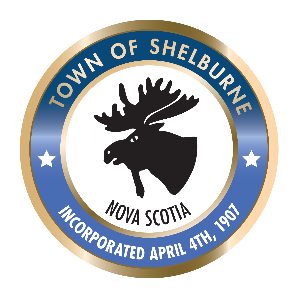 TOWN OF SHELBURNE
NOVA SCOTIA
INCORPORATED APRIL 4TH, 1907